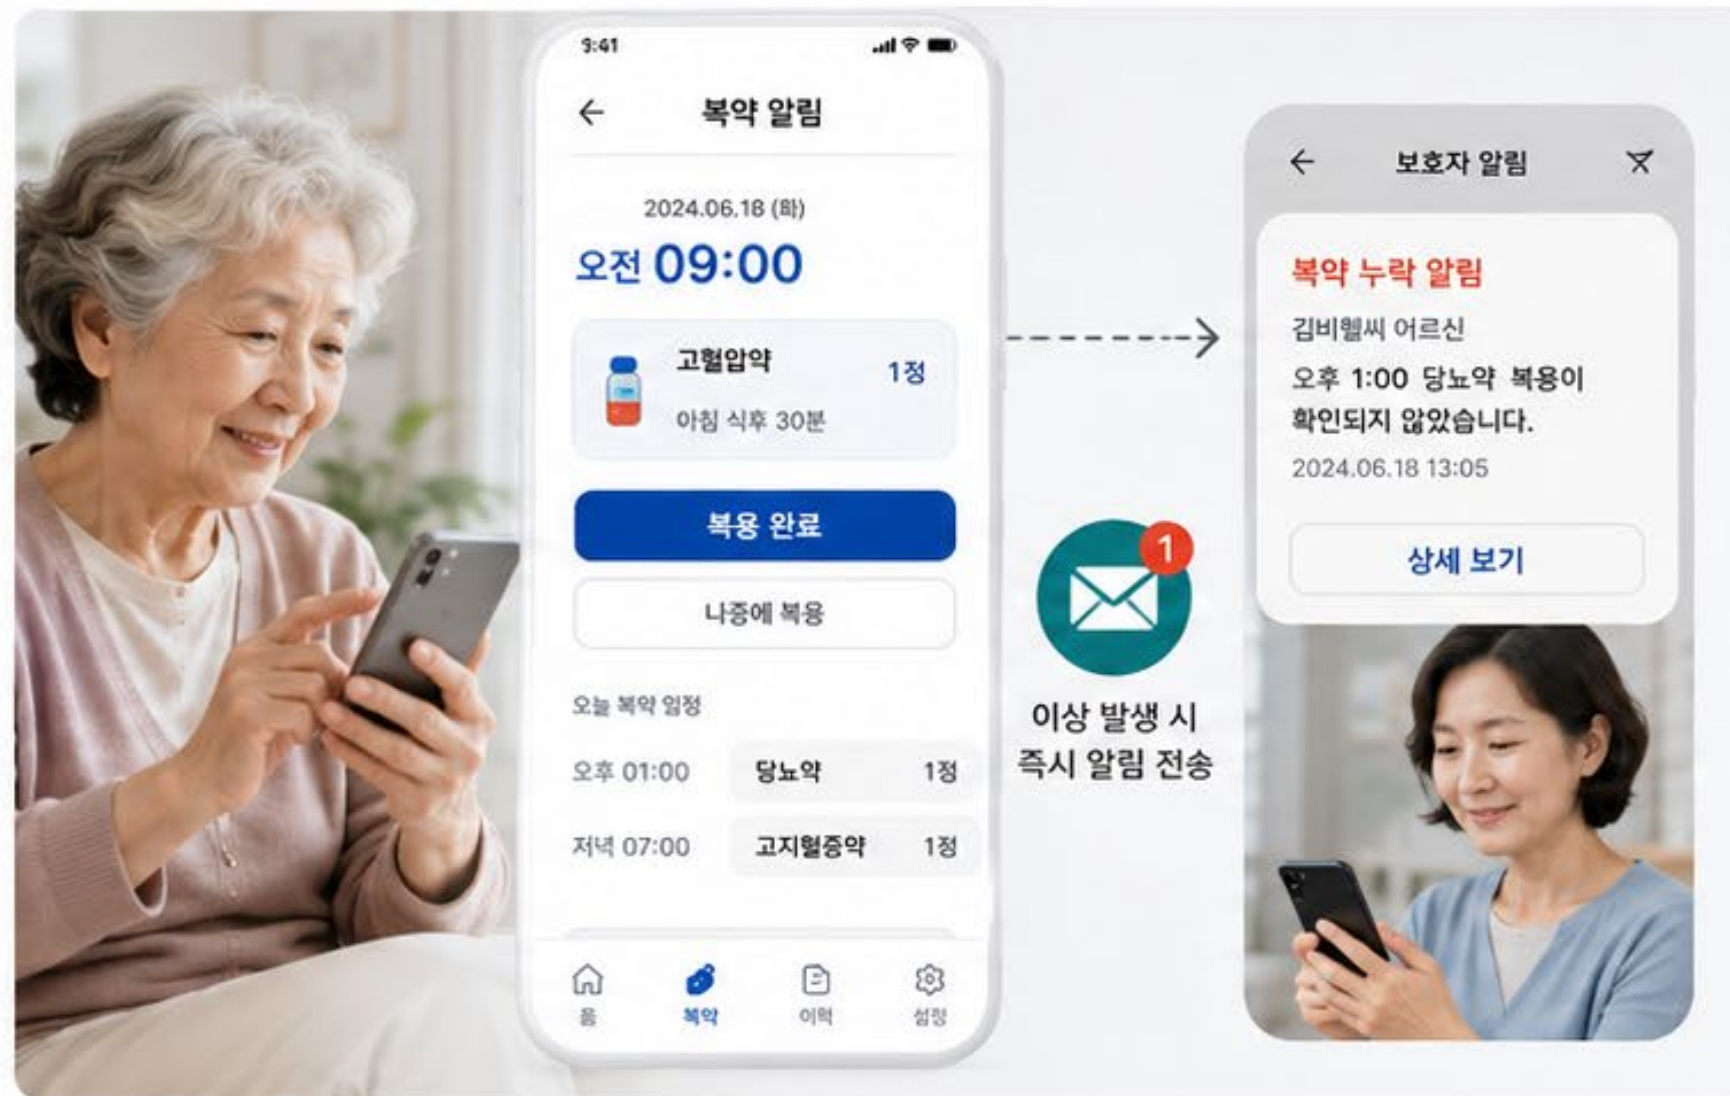 9:41
복약 알림
2024.06.18 (화)
오전 09:00
고혈압약
1정
아침 식후 30분
복용 완료
나중에 복용
오늘 복약 일정
오후 01:00 당뇨약 1정
저녁 07:00 고지혈증약 1정
홈 복약 이력 설정
1
이상 발생 시
즉시 알림 전송
보호자 알림
복약 누락 알림
김비헬씨 어르신
오후 1:00 당뇨약 복용이
확인되지 않았습니다.
2024.06.18 13:05
상세 보기